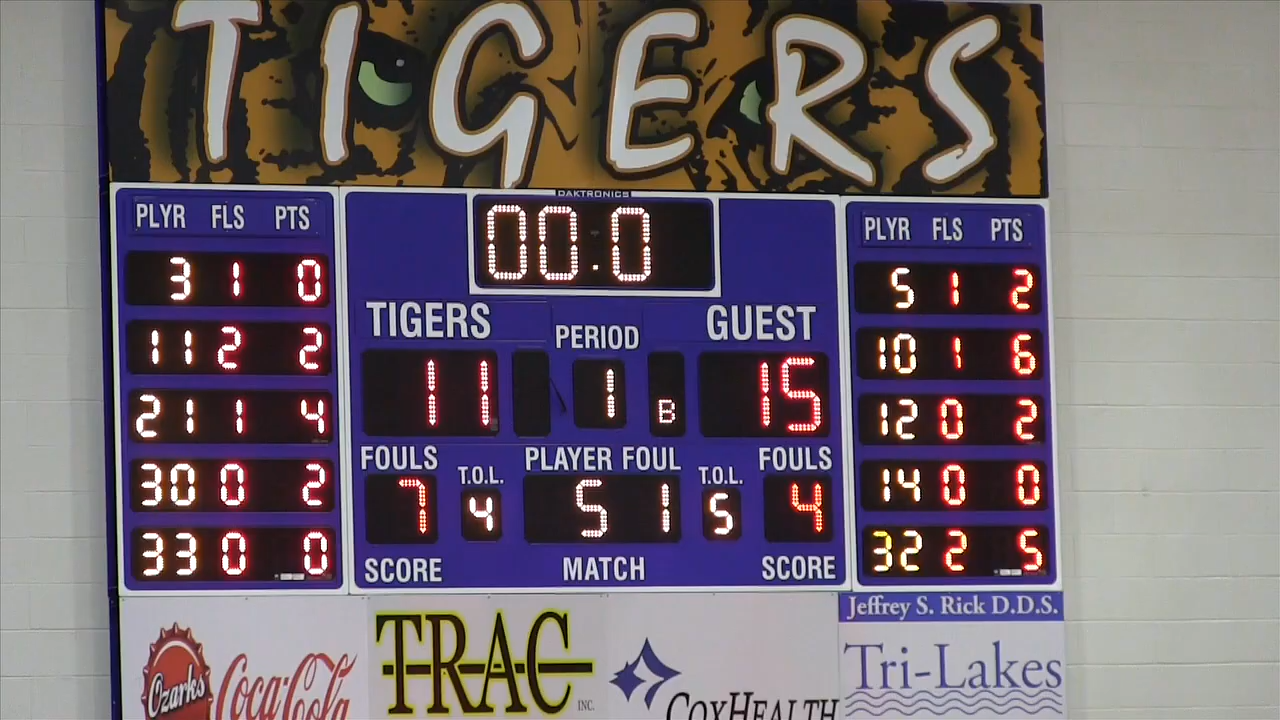 TIGERS
DAKTRONICS
PLYR FLS PTS
3 1 0
11 2 2
21 1 4
30 0 2
33 0 0
00.0
TIGERS PERIOD GUEST
11 1 B 15
FOULS T.O.L. PLAYER FOUL T.O.L. FOULS
7 4 5 1 5 4
SCORE MATCH SCORE
PLYR FLS PTS
5 1 2
10 1 6
12 0 2
14 0 0
32 2 5
Ozarks Coca-Cola
TRAC INC.
COXHEALTH
Jeffrey S. Rick D.D.S.
Tri-Lakes